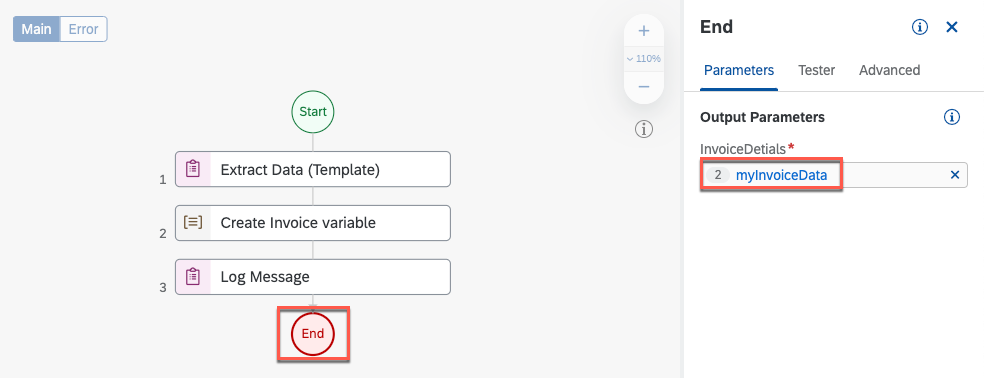 Main Error
Start
1 Extract Data (Template)
2 Create Invoice variable
3 Log Message
End
110%
End
Parameters Tester Advanced
Output Parameters
InvoiceDetials*
2 myInvoiceData